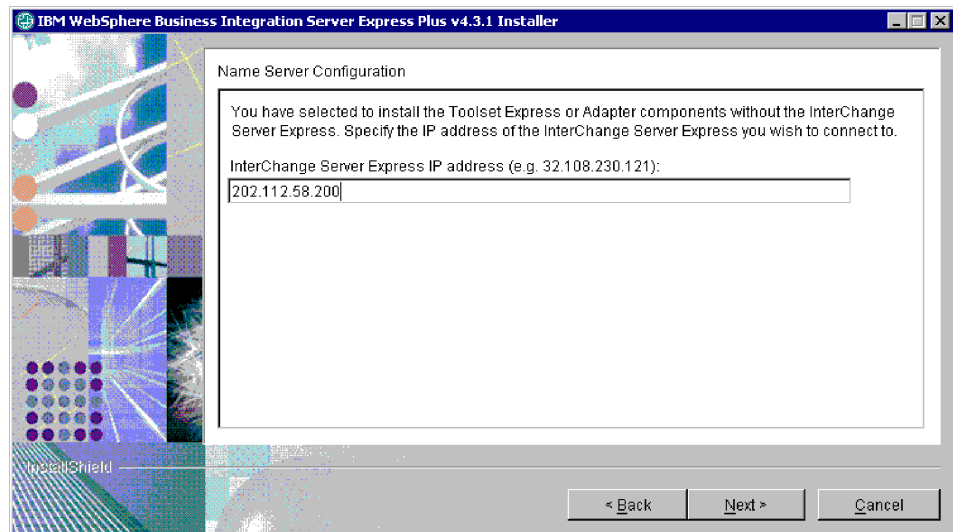 IBM WebSphere Business Integration Server Express Plus v4.3.1 Installer
Name Server Configuration
You have selected to install the Toolset Express or Adapter components without the InterChange
Server Express. Specify the IP address of the InterChange Server Express you wish to connect to.
InterChange Server Express IP address (e.g. 32.108.230.121):
202.112.58.200
InstallShield
< Back
Next >
Cancel